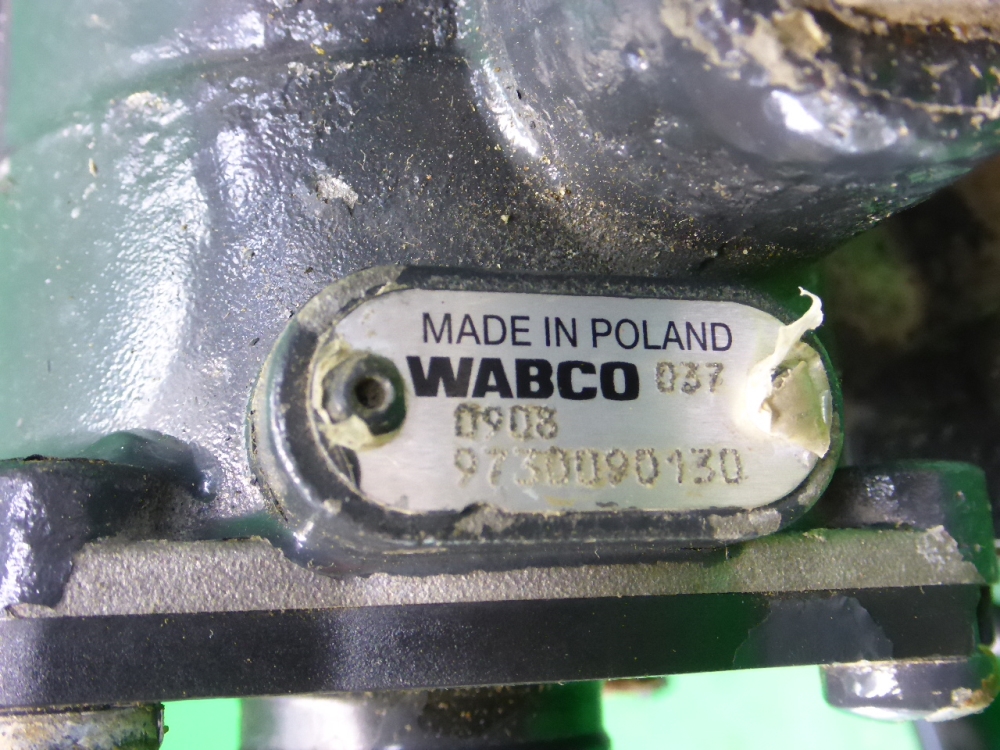 MADE IN POLAND
WABCO 037
0908
9730090130